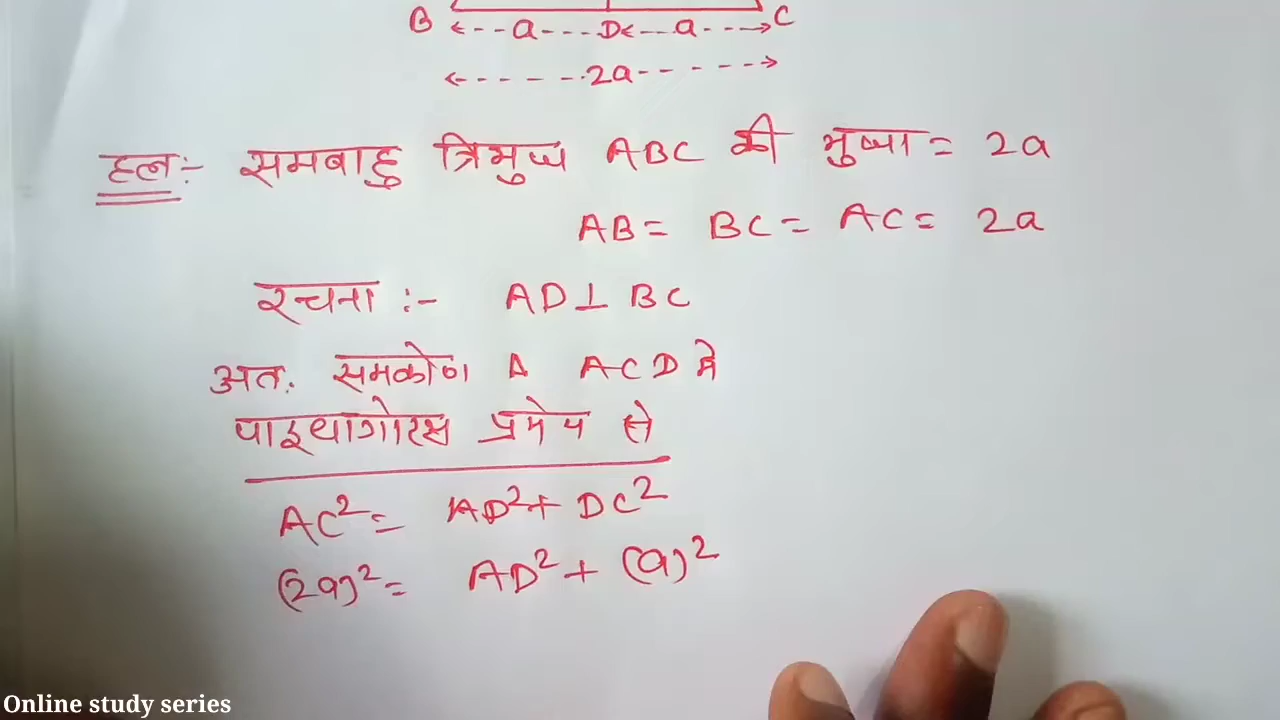 B <--a---D<--a---> C
<-----2a------>
हल:- समबाहु त्रिभुज ABC की भुजा = 2a
AB = BC = AC = 2a
रचना :- AD⊥BC
अतः समकोण Δ ACD मे
पाइथागोरस प्रमेय से
AC² = AD² + DC²
(2a)² = AD² + (a)²
Online study series